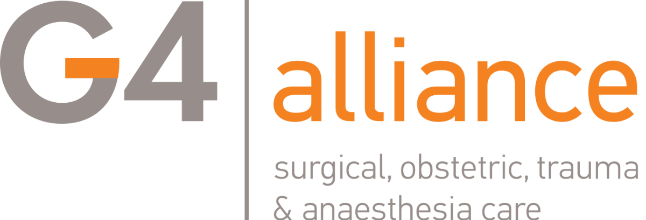 G4
alliance
surgical, obstetric, trauma
& anaesthesia care